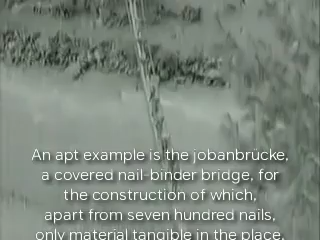 An apt example is the jobanbrücke,
a covered nail-binder bridge, for
the construction of which,
apart from seven hundred nails,
only material tangible in the place,